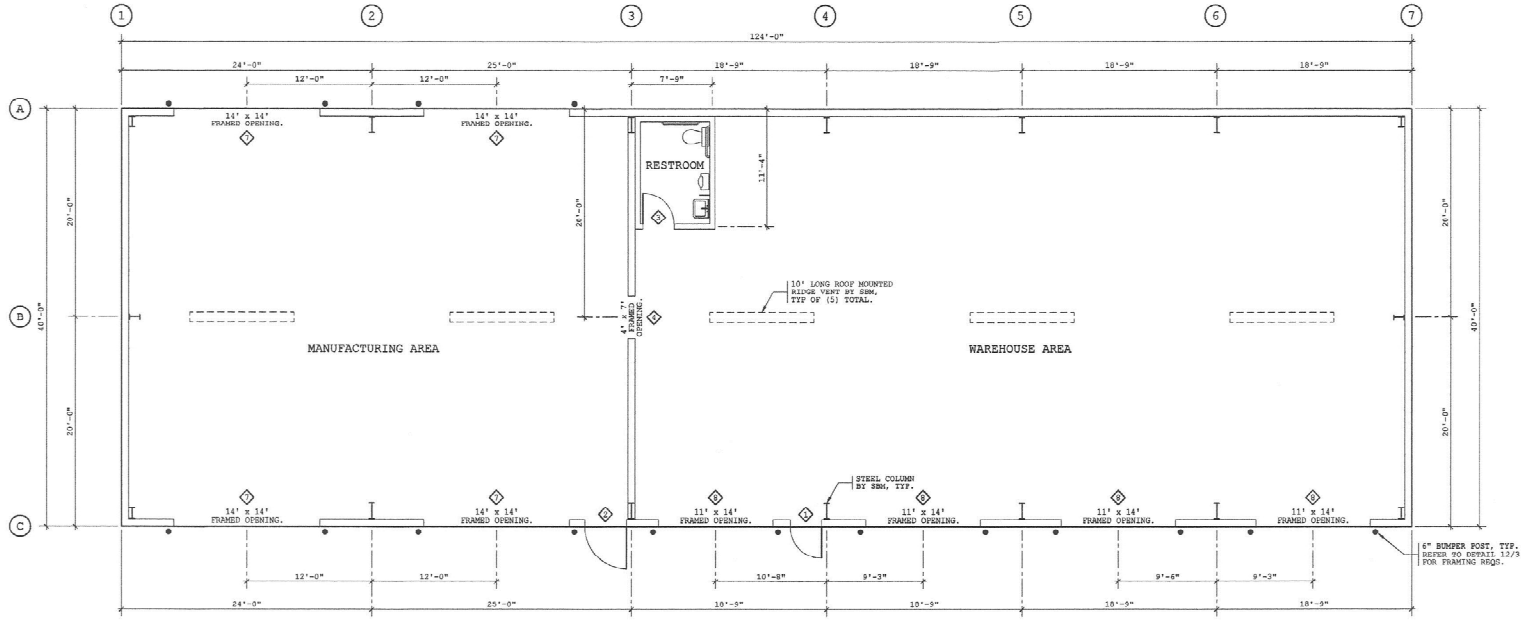 1 2 3 4 5 6 7
124'-0"
24'-0" 25'-0" 18'-9" 18'-9" 18'-9" 18'-9"
12'-0" 12'-0" 7'-9"
A
14' x 14'
FRAMED OPENING.
7
14' x 14'
FRAMED OPENING.
7
RESTROOM
3
11'-4"
20'-0"
20'-0"
20'-0"
10' LONG ROOF MOUNTED
RIDGE VENT BY SBM,
TYP OF (5) TOTAL.
B
40'-0"
4' x 7'
FRAMED
OPENING.
4
40'-0"
MANUFACTURING AREA
WAREHOUSE AREA
20'-0"
20'-0"
STEEL COLUMN
BY SBM, TYP.
7
14' x 14'
FRAMED OPENING.
7
14' x 14'
FRAMED OPENING.
2
8
11' x 14'
FRAMED OPENING.
1
8
11' x 14'
FRAMED OPENING.
8
11' x 14'
FRAMED OPENING.
8
11' x 14'
FRAMED OPENING.
C
6" BUMPER POST, TYP.
REFER TO DETAIL 12/3
FOR FRAMING REQS.
12'-0" 12'-0" 10'-8" 9'-3" 9'-6" 9'-3"
24'-0" 25'-0" 10'-9" 10'-9" 18'-9"